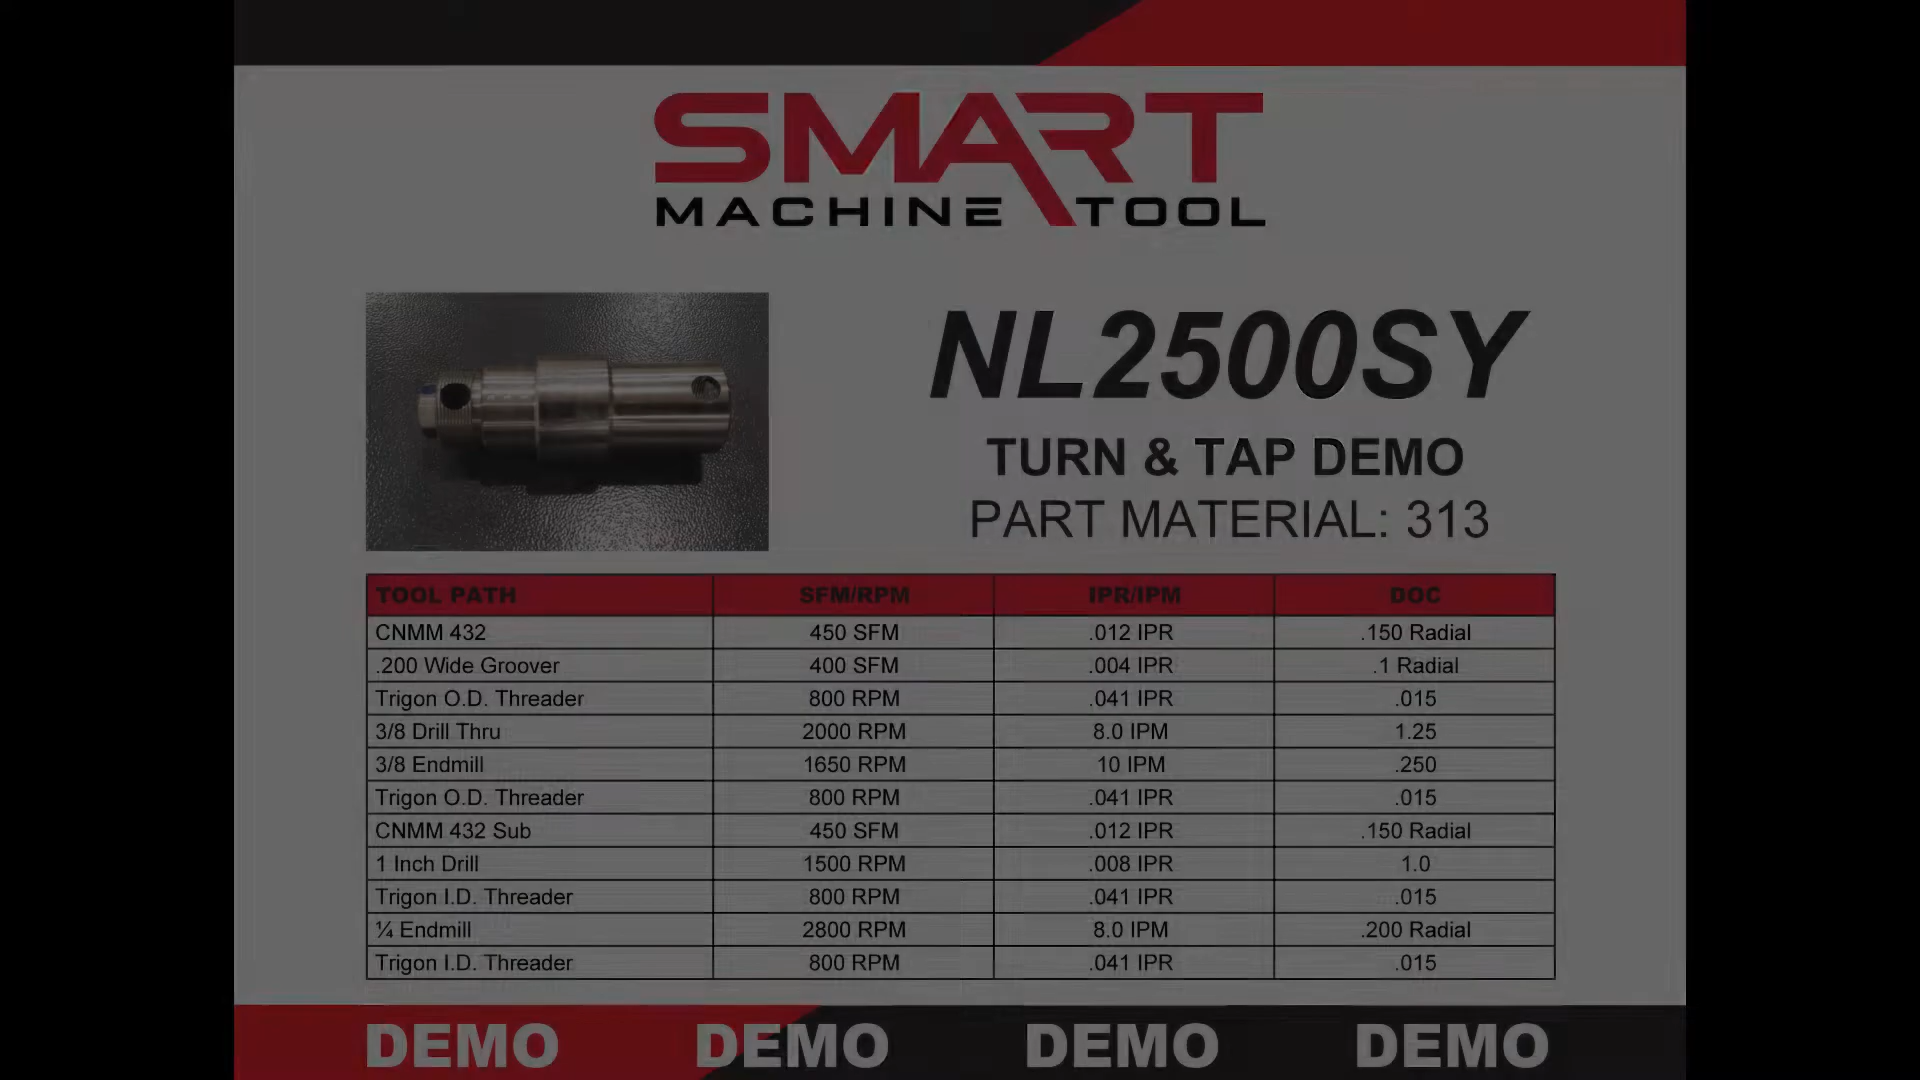 SMART
MACHINE TOOL
NL2500SY
TURN & TAP DEMO
PART MATERIAL: 313
TOOL PATH SFM/RPM IPR/IPM DOC
CNMM 432 450 SFM .012 IPR .150 Radial
.200 Wide Groover 400 SFM .004 IPR .1 Radial
Trigon O.D. Threader 800 RPM .041 IPR .015
3/8 Drill Thru 2000 RPM 8.0 IPM 1.25
3/8 Endmill 1650 RPM 10 IPM .250
Trigon O.D. Threader 800 RPM .041 IPR .015
CNMM 432 Sub 450 SFM .012 IPR .150 Radial
1 Inch Drill 1500 RPM .008 IPR 1.0
Trigon I.D. Threader 800 RPM .041 IPR .015
¼ Endmill 2800 RPM 8.0 IPM .200 Radial
Trigon I.D. Threader 800 RPM .041 IPR .015
DEMO DEMO DEMO DEMO